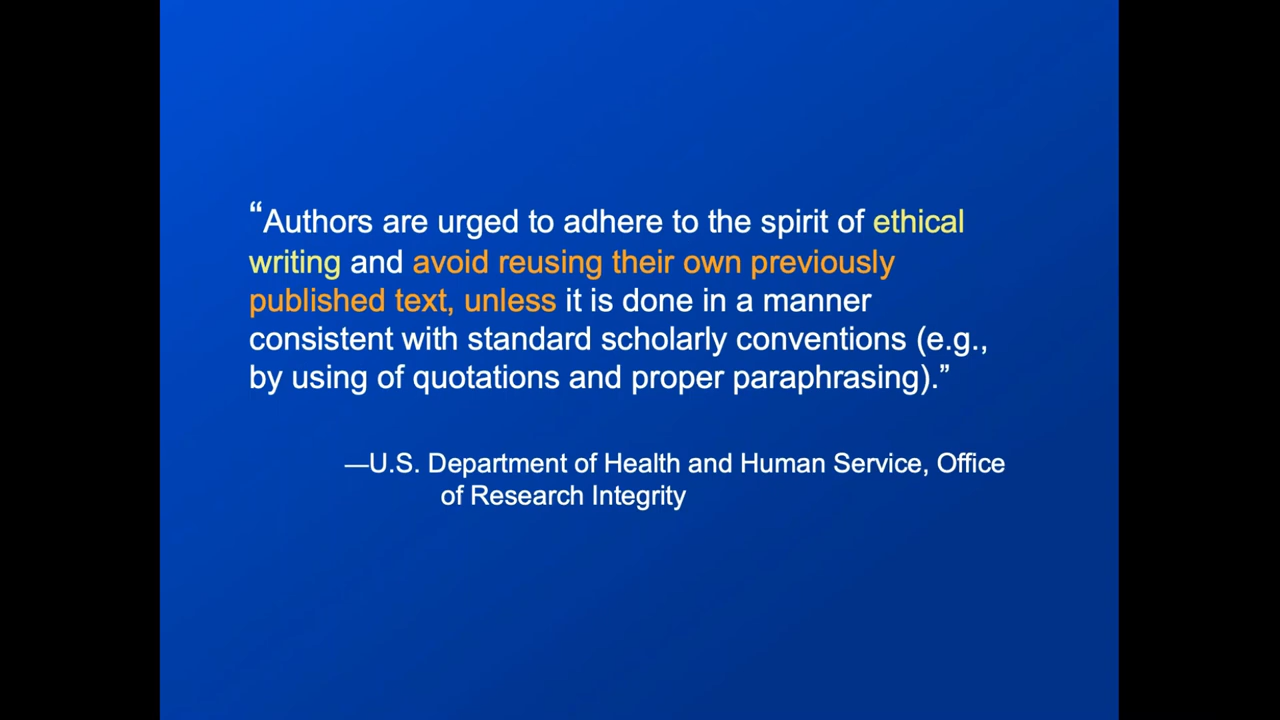 “Authors are urged to adhere to the spirit of ethical
writing and avoid reusing their own previously
published text, unless it is done in a manner
consistent with standard scholarly conventions (e.g.,
by using of quotations and proper paraphrasing).”
—U.S. Department of Health and Human Service, Office
of Research Integrity